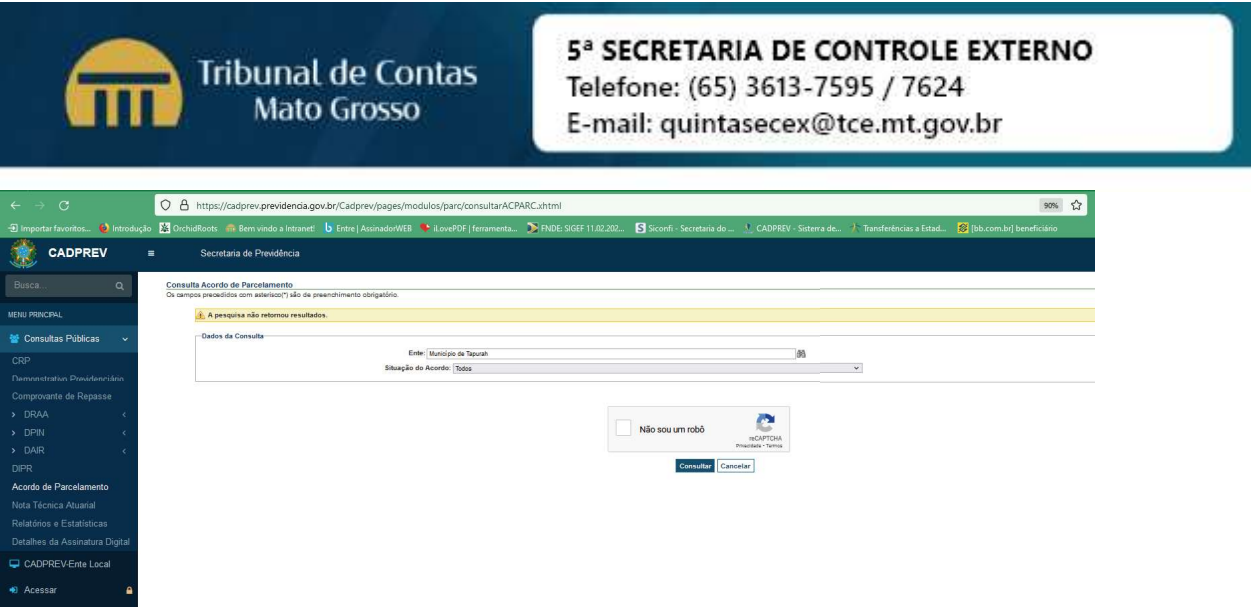 Tribunal de Contas
Mato Grosso
5ª SECRETARIA DE CONTROLE EXTERNO
Telefone: (65) 3613-7595 / 7624
E-mail: quintasecex@tce.mt.gov.br
https://cadprev.previdencia.gov.br/Cadprev/pages/modulos/parc/consultarACPARC.xhtml
90%
Importar favoritos... Introdução OrchidRoots Bem vindo a Intranet! Entre | AssinadorWEB iLovePDF | ferramenta... FNDE: SIGEF 11.02.202... Siconfi - Secretaria do ... CADPREV - Sisterra de... Transferências a Estad... [bb.com.br] beneficiário
CADPREV
Secretaria de Previdência
Busca...
Consulta Acordo de Parcelamento
Os campos precedidos com asterisco(*) são de preenchimento obrigatório.
MENU PRINCIPAL
A pesquisa não retornou resultados.
Consultas Públicas
Dados da Consulta
Ente: Município de Tapurah
Situação do Acordo: Todos
CRP
Demonstrativo Previdenciário
Comprovante de Repasse
DRAA
DPIN
DAIR
DIPR
Acordo de Parcelamento
Nota Técnica Atuarial
Relatórios e Estatísticas
Detalhes da Assinatura Digital
CADPREV-Ente Local
Acessar
Não sou um robô
reCAPTCHA
Privacidade - Termos
Consultar Cancelar